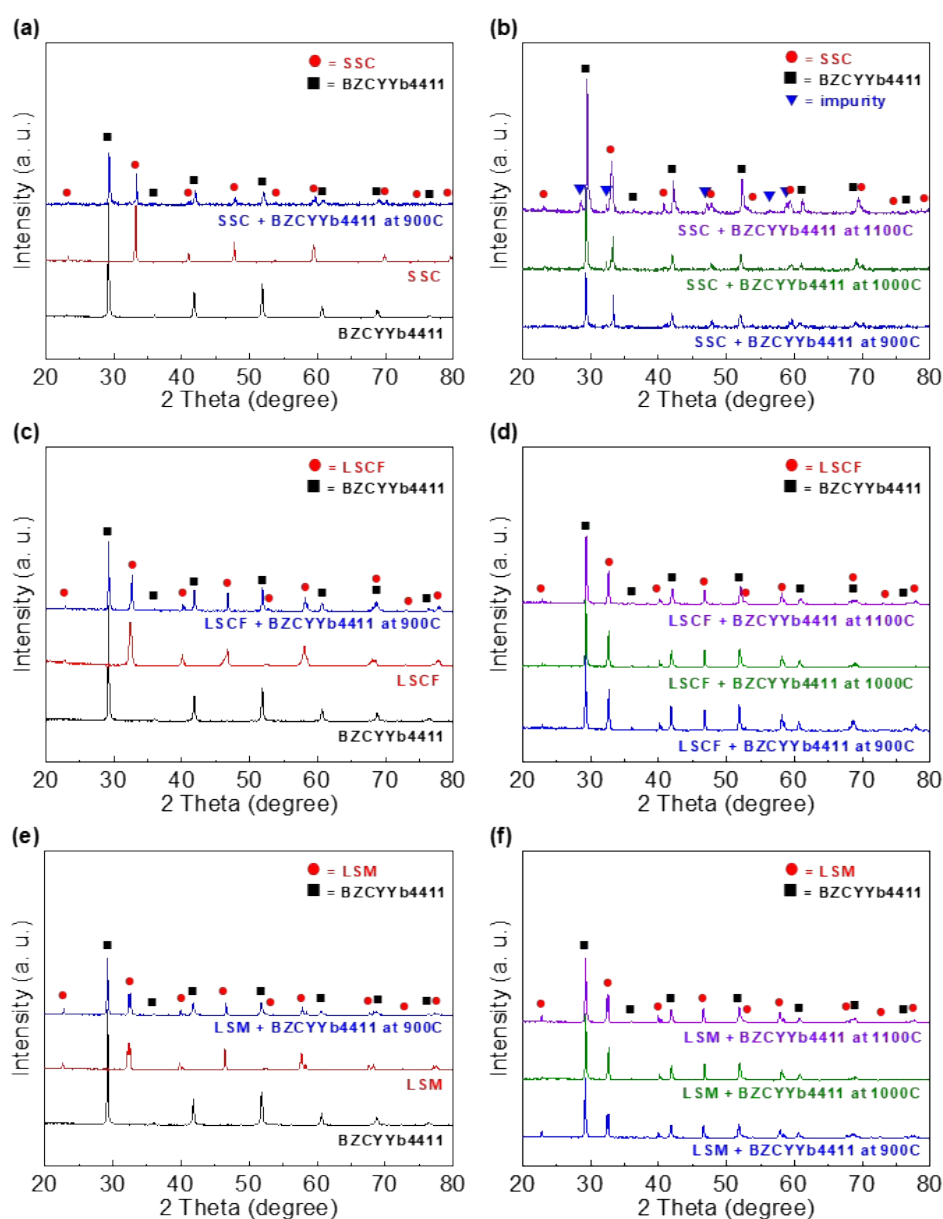 (a)
= SSC
= BZCYYb4411
Intensity (a. u.)
SSC + BZCYYb4411 at 900C
SSC
BZCYYb4411
20 30 40 50 60 70 80
2 Theta (degree)
(b)
= SSC
= BZCYYb4411
= impurity
Intensity (a. u.)
SSC + BZCYYb4411 at 1100C
SSC + BZCYYb4411 at 1000C
SSC + BZCYYb4411 at 900C
20 30 40 50 60 70 80
2 Theta (degree)
(c)
= LSCF
= BZCYYb4411
Intensity (a. u.)
LSCF + BZCYYb4411 at 900C
LSCF
BZCYYb4411
20 30 40 50 60 70 80
2 Theta (degree)
(d)
= LSCF
= BZCYYb4411
Intensity (a. u.)
LSCF + BZCYYb4411 at 1100C
LSCF + BZCYYb4411 at 1000C
LSCF + BZCYYb4411 at 900C
20 30 40 50 60 70 80
2 Theta (degree)
(e)
= LSM
= BZCYYb4411
Intensity (a. u.)
LSM + BZCYYb4411 at 900C
LSM
BZCYYb4411
20 30 40 50 60 70 80
2 Theta (degree)
(f)
= LSM
= BZCYYb4411
Intensity (a. u.)
LSM + BZCYYb4411 at 1100C
LSM + BZCYYb4411 at 1000C
LSM + BZCYYb4411 at 900C
20 30 40 50 60 70 80
2 Theta (degree)